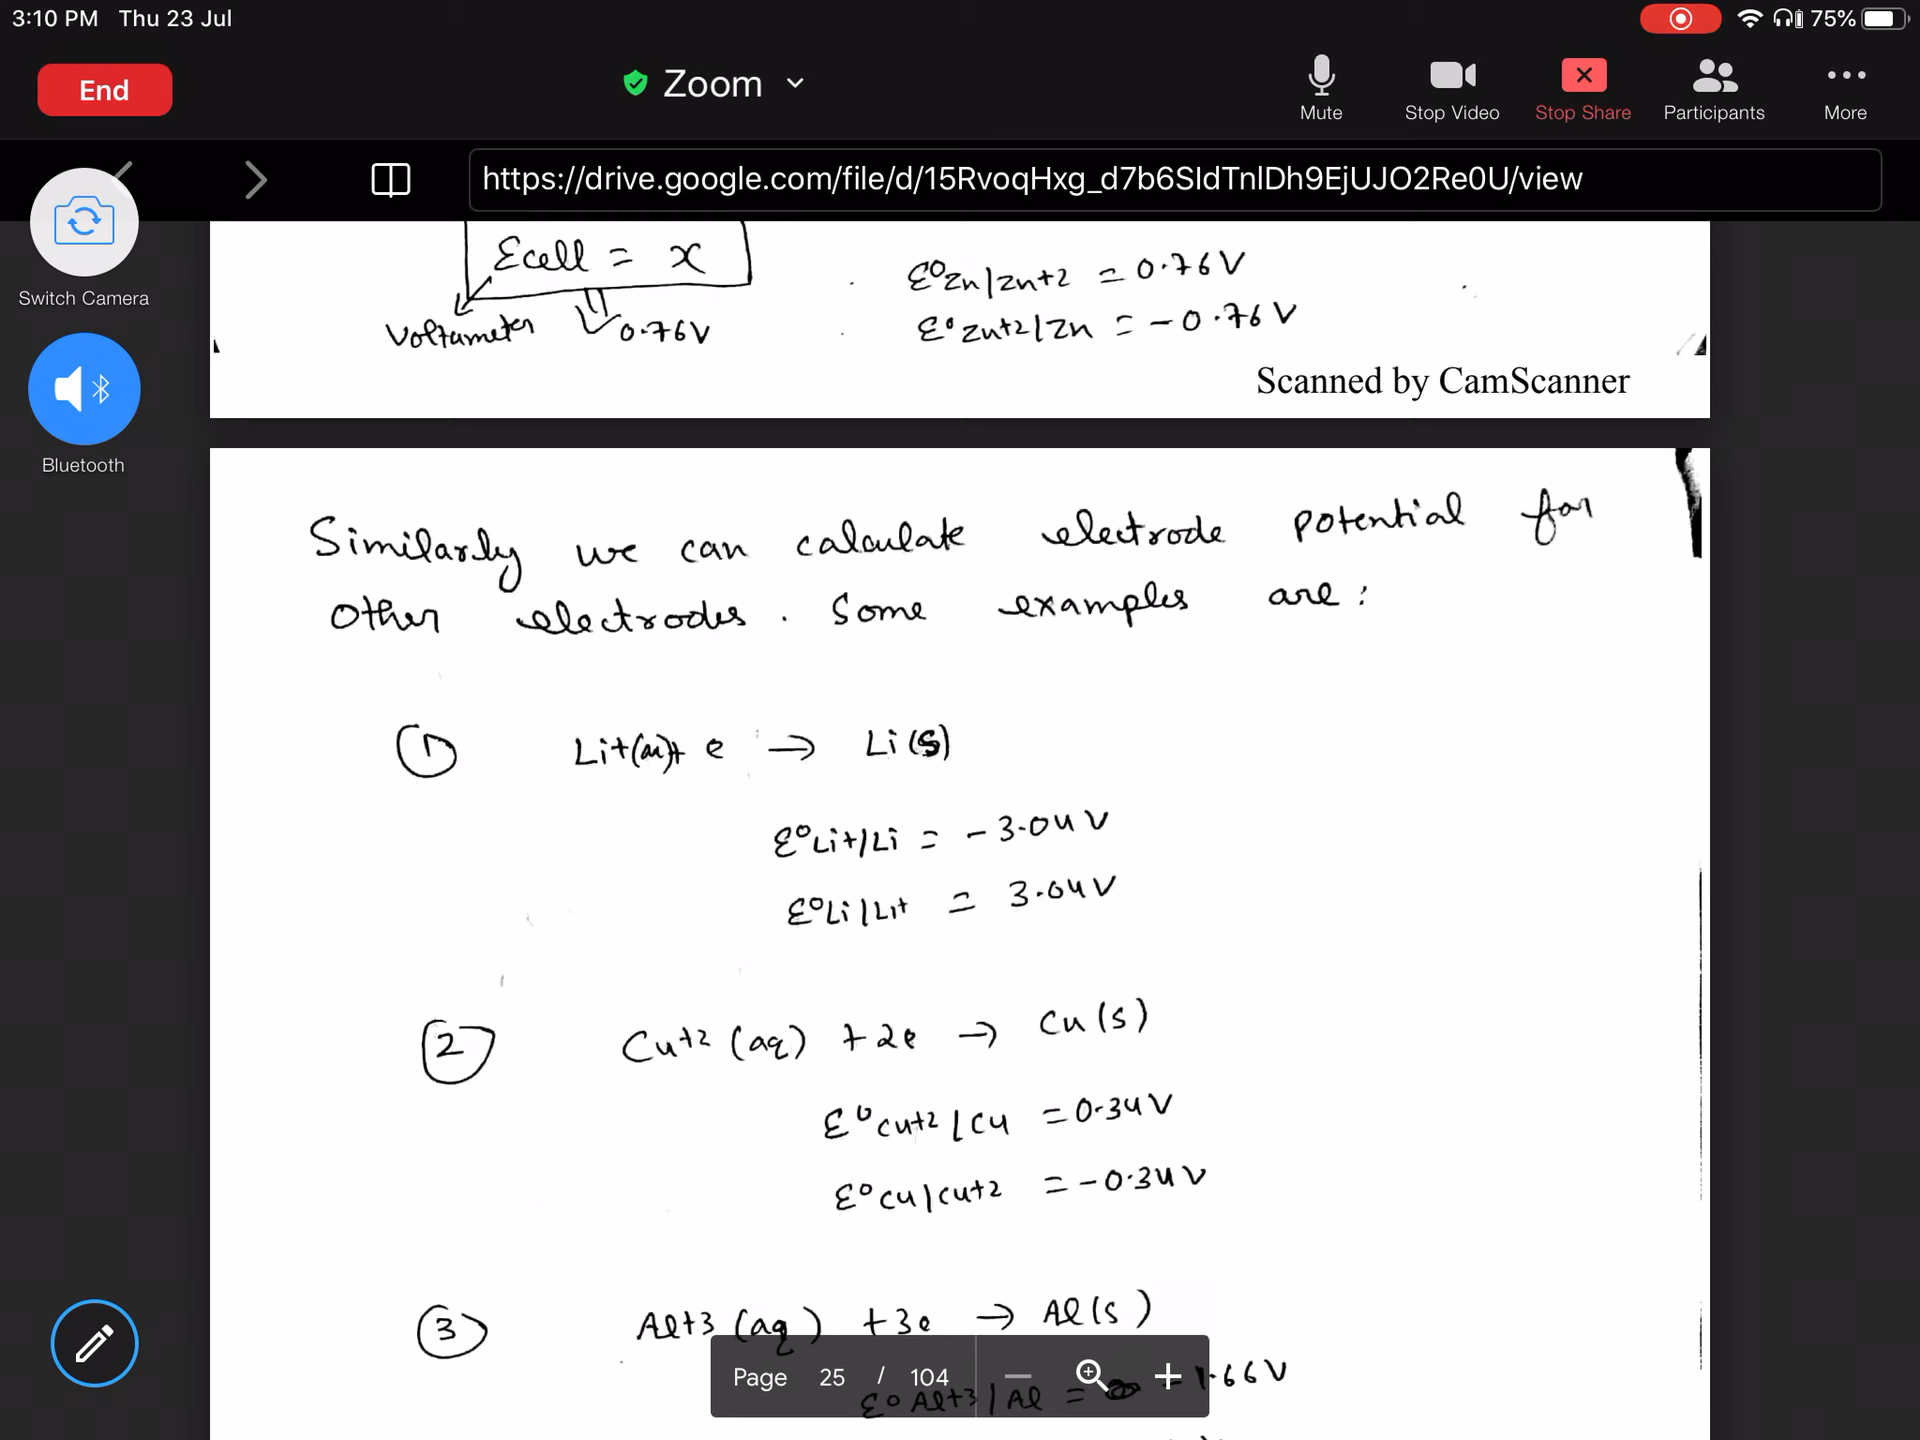 3:10 PM Thu 23 Jul
75%
End
Zoom
Mute
Stop Video
Stop Share
Participants
More
https://drive.google.com/file/d/15RvoqHxg_d7b6SIdTnlDh9EjUJO2Re0U/view
Switch Camera
Bluetooth
Ecell = x
Voltameter 0.76V
E°Zn/Zn+2 = 0.76V
E°Zn+2/Zn = -0.76V
Scanned by CamScanner
Similarly we can calculate electrode potential for
other electrodes. Some examples are:
1 Li+(aq)+ e → Li(s)
E°Li+/Li = -3.04V
E°Li/Li+ = 3.04V
2 Cu+2 (aq) +2e → Cu(s)
E°Cu+2/Cu = 0.34V
E°Cu/Cu+2 = -0.34V
3 Al+3 (aq) +3e → Al(s)
E°Al+3/Al = -1.66V
Page 25 / 104